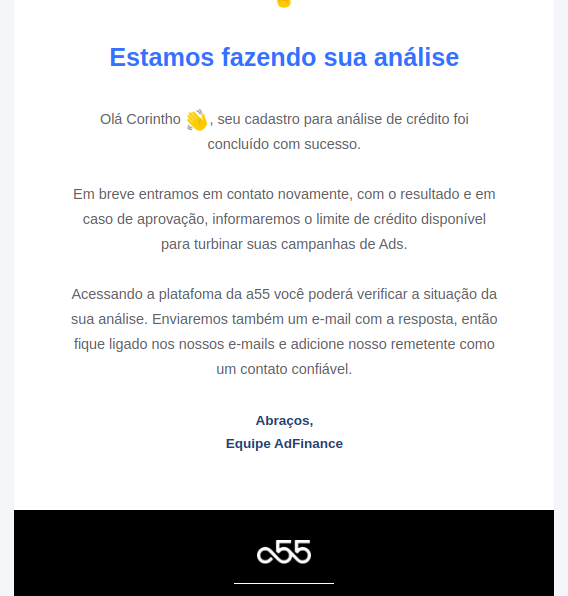 Estamos fazendo sua análise
Olá Corintho 👋, seu cadastro para análise de crédito foi
concluído com sucesso.
Em breve entramos em contato novamente, com o resultado e em
caso de aprovação, informaremos o limite de crédito disponível
para turbinar suas campanhas de Ads.
Acessando a platafoma da a55 você poderá verificar a situação da
sua análise. Enviaremos também um e-mail com a resposta, então
fique ligado nos nossos e-mails e adicione nosso remetente como
um contato confiável.
Abraços,
Equipe AdFinance
a55